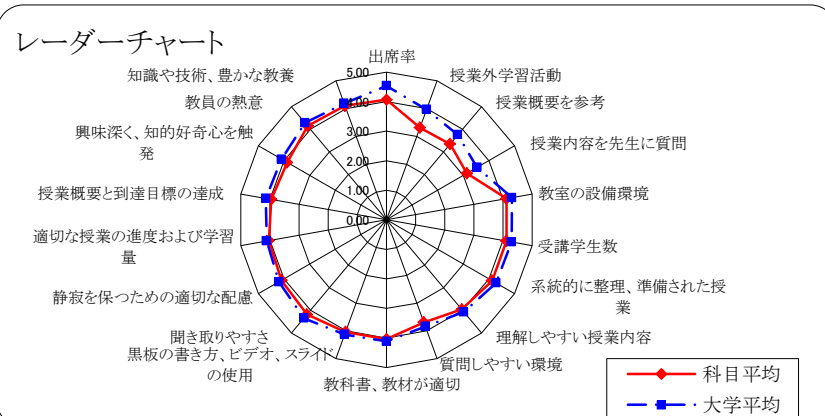 レーダーチャート
出席率
授業外学習活動
授業概要を参考
授業内容を先生に質問
教室の設備環境
受講学生数
系統的に整理、準備された授
業
理解しやすい授業内容
質問しやすい環境
教科書、教材が適切
黒板の書き方、ビデオ、スライド
の使用
聞き取りやすさ
静寂を保つための適切な配慮
適切な授業の進度および学習
量
授業概要と到達目標の達成
興味深く、知的好奇心を触
発
教員の熱意
知識や技術、豊かな教養
5.00
4.00
3.00
2.00
1.00
0.00
科目平均
大学平均